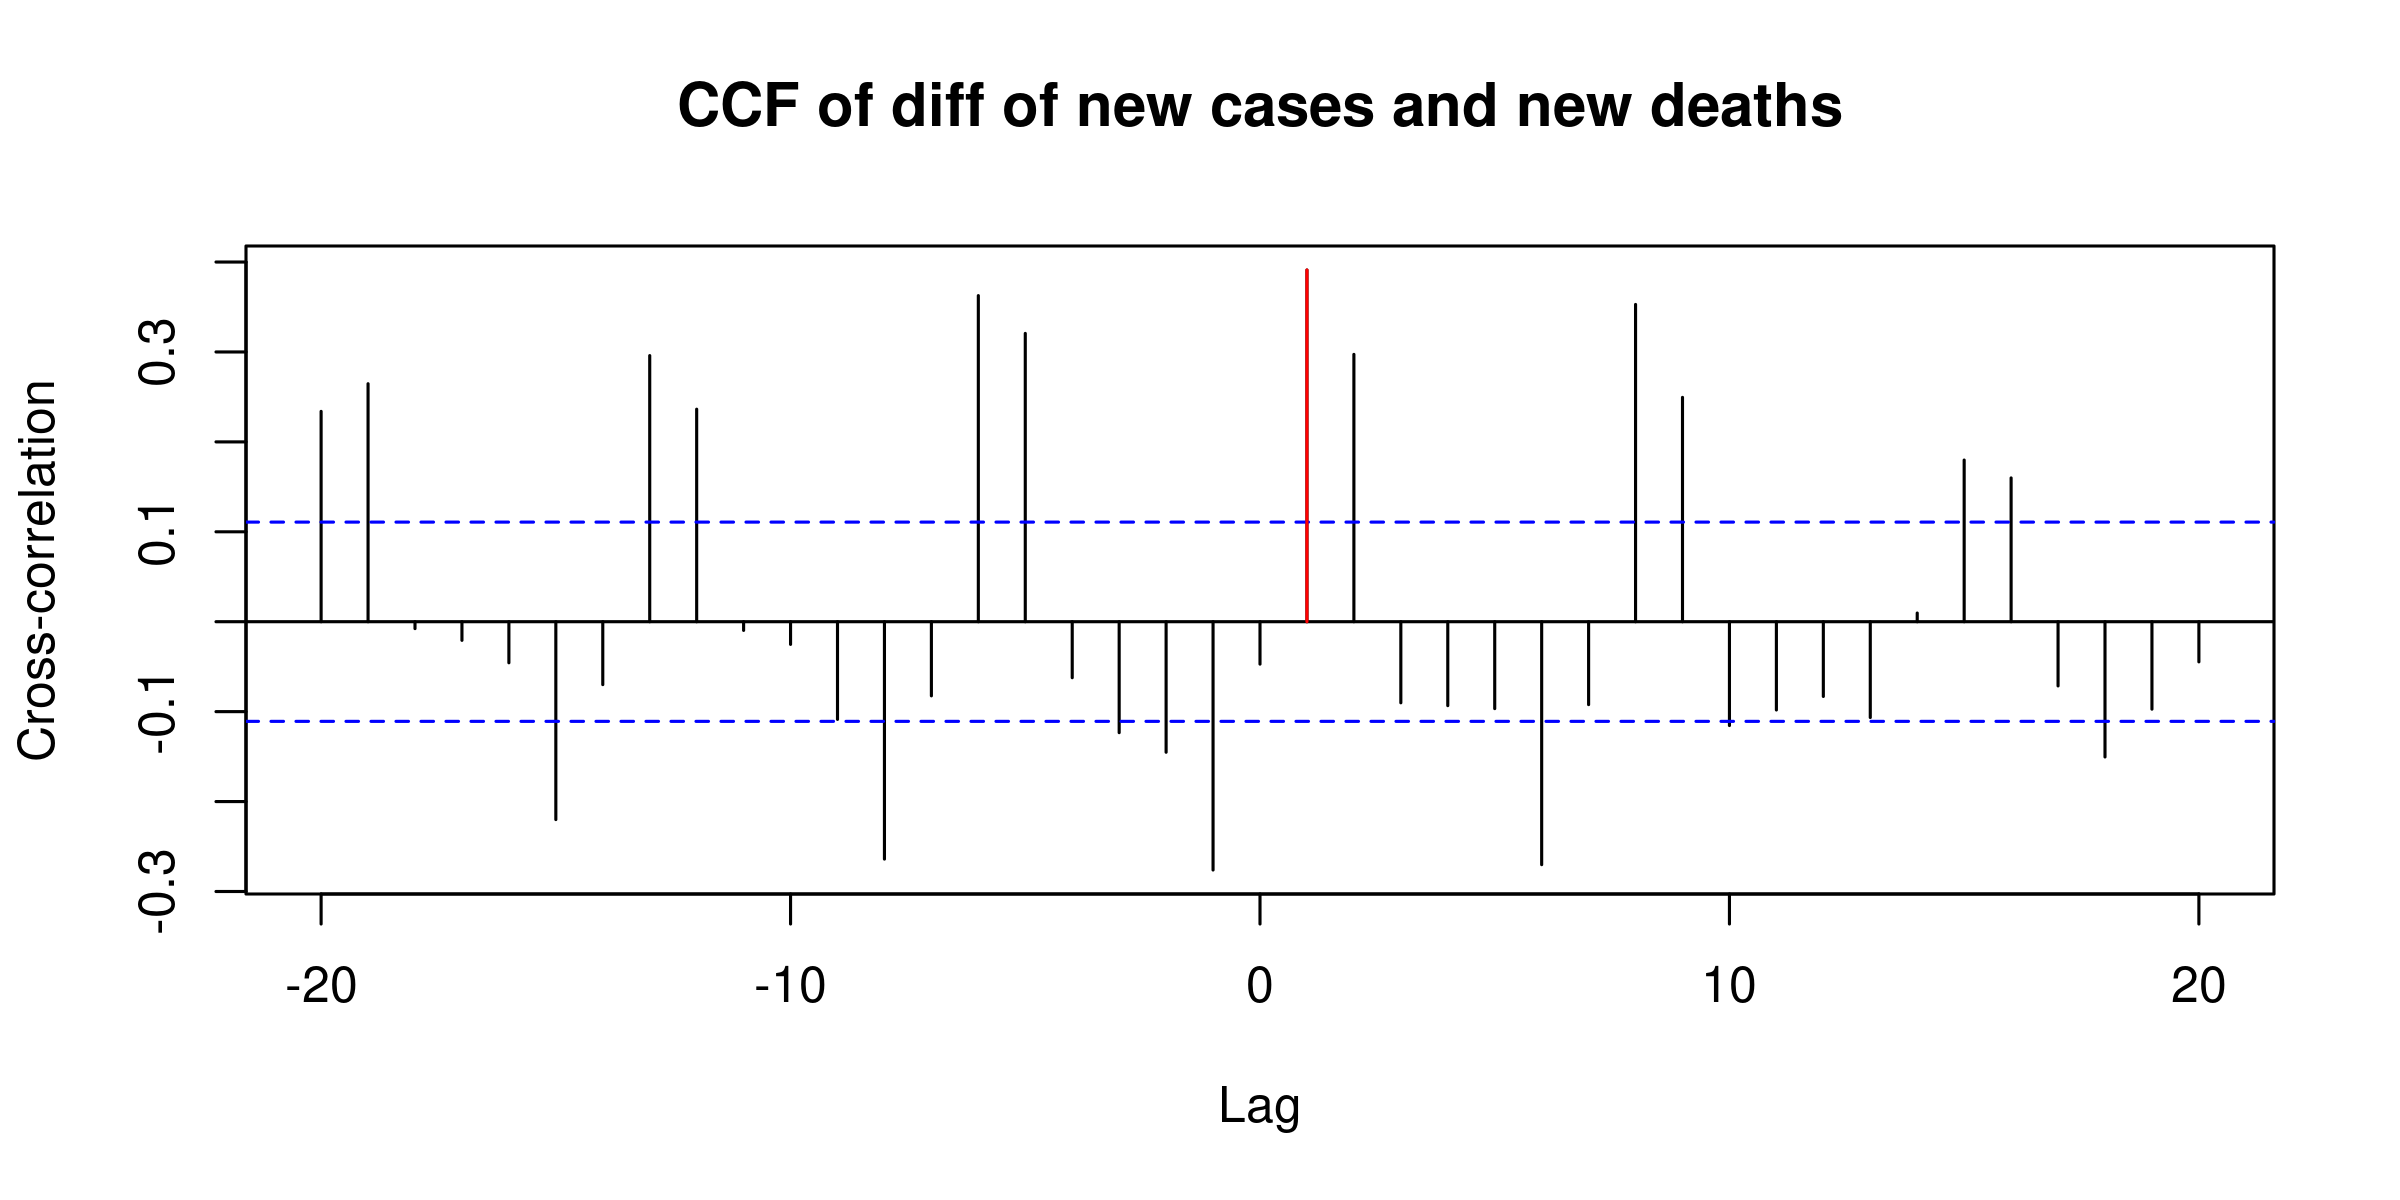 CCF of diff of new cases and new deaths
Cross-correlation
0.3
0.1
-0.1
-0.3
-20 -10 0 10 20
Lag